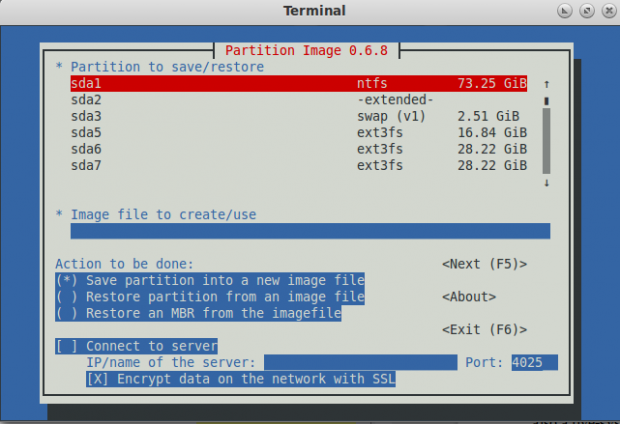 Terminal
Partition Image 0.6.8
* Partition to save/restore
sda1 ntfs 73.25 GiB
sda2 -extended-
sda3 swap (v1) 2.51 GiB
sda5 ext3fs 16.84 GiB
sda6 ext3fs 28.22 GiB
sda7 ext3fs 28.22 GiB
* Image file to create/use
Action to be done: <Next (F5)>
(*) Save partition into a new image file
( ) Restore partition from an image file <About>
( ) Restore an MBR from the imagefile
<Exit (F6)>
[ ] Connect to server
IP/name of the server: Port: 4025
[X] Encrypt data on the network with SSL